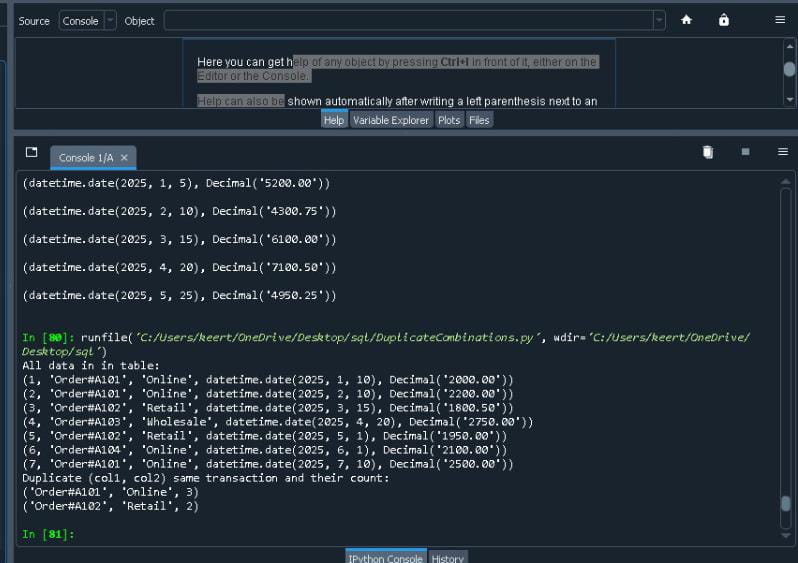 Source Console Object
Here you can get help of any object by pressing Ctrl+I in front of it, either on the
Editor or the Console.
Help can also be shown automatically after writing a left parenthesis next to an
Help Variable Explorer Plots Files
Console 1/A ×
(datetime.date(2025, 1, 5), Decimal('5200.00'))
(datetime.date(2025, 2, 10), Decimal('4300.75'))
(datetime.date(2025, 3, 15), Decimal('6100.00'))
(datetime.date(2025, 4, 20), Decimal('7100.50'))
(datetime.date(2025, 5, 25), Decimal('4950.25'))
In [80]: runfile('C:/Users/keert/OneDrive/Desktop/sql/DuplicateCombinations.py', wdir='C:/Users/keert/OneDrive/
Desktop/sql')
All data in in table:
(1, 'Order#A101', 'Online', datetime.date(2025, 1, 10), Decimal('2000.00'))
(2, 'Order#A101', 'Online', datetime.date(2025, 2, 10), Decimal('2200.00'))
(3, 'Order#A102', 'Retail', datetime.date(2025, 3, 15), Decimal('1800.50'))
(4, 'Order#A103', 'Wholesale', datetime.date(2025, 4, 20), Decimal('2750.00'))
(5, 'Order#A102', 'Retail', datetime.date(2025, 5, 1), Decimal('1950.00'))
(6, 'Order#A104', 'Online', datetime.date(2025, 6, 1), Decimal('2100.00'))
(7, 'Order#A101', 'Online', datetime.date(2025, 7, 10), Decimal('2500.00'))
Duplicate (col1, col2) same transaction and their count:
('Order#A101', 'Online', 3)
('Order#A102', 'Retail', 2)
In [81]:
IPython Console History